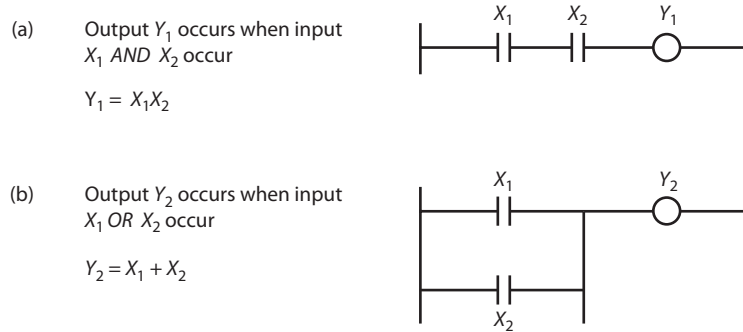 (a) Output Y₁ occurs when input
X₁ AND X₂ occur
Y₁ = X₁X₂
X₁ X₂ Y₁
(b) Output Y₂ occurs when input
X₁ OR X₂ occur
Y₂ = X₁ + X₂
X₁ Y₂
X₂